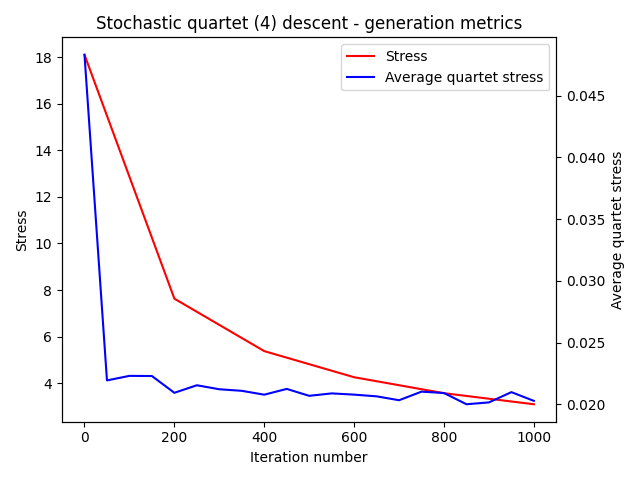 Stochastic quartet (4) descent - generation metrics
Stress
Average quartet stress
18
16
14
12
10
8
6
4
Stress
0.045
0.040
0.035
0.030
0.025
0.020
Average quartet stress
0 200 400 600 800 1000
Iteration number